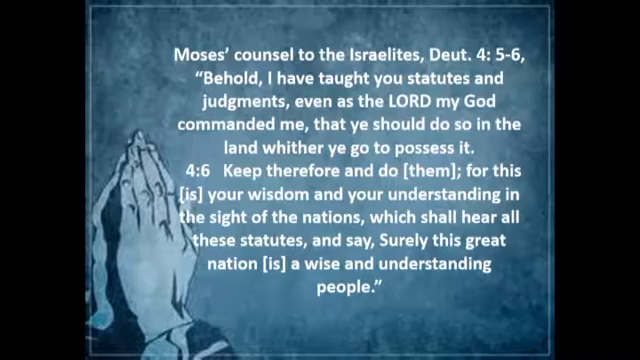 Moses’ counsel to the Israelites, Deut. 4: 5-6,
“Behold, I have taught you statutes and
judgments, even as the LORD my God
commanded me, that ye should do so in the
land whither ye go to possess it.
4:6 Keep therefore and do [them]; for this
[is] your wisdom and your understanding in
the sight of the nations, which shall hear all
these statutes, and say, Surely this great
nation [is] a wise and understanding
people.”